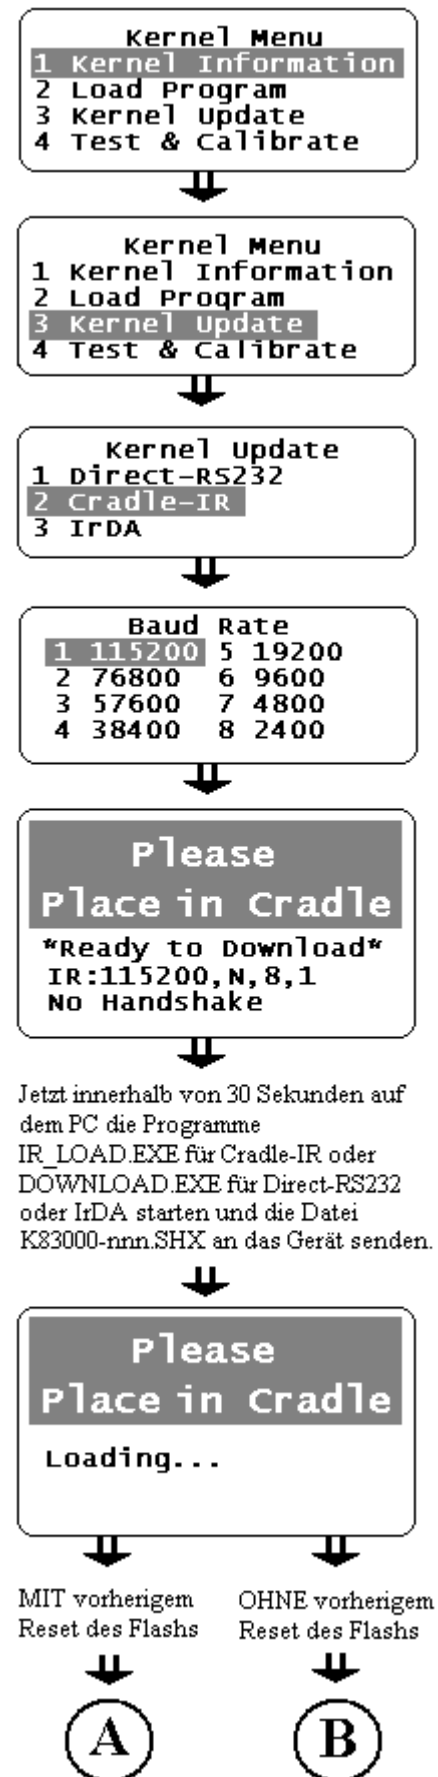 Kernel Menu
1 Kernel Information
2 Load Program
3 Kernel Update
4 Test & Calibrate
Kernel Menu
1 Kernel Information
2 Load Program
3 Kernel Update
4 Test & Calibrate
Kernel Update
1 Direct-RS232
2 Cradle-IR
3 IrDA
Baud Rate
1 115200 5 19200
2 76800 6 9600
3 57600 7 4800
4 38400 8 2400
Please
Place in Cradle
"Ready to Download"
IR:115200,N,8,1
No Handshake
Jetzt innerhalb von 30 Sekunden auf
dem PC die Programme
IR_LOAD.EXE für Cradle-IR oder
DOWNLOAD.EXE für Direct-RS232
oder IrDA starten und die Datei
K83000-nnn.SHX an das Gerät senden.
Please
Place in Cradle
Loading...
MIT vorherigem
Reset des Flashs
OHNE vorherigem
Reset des Flashs
A
B